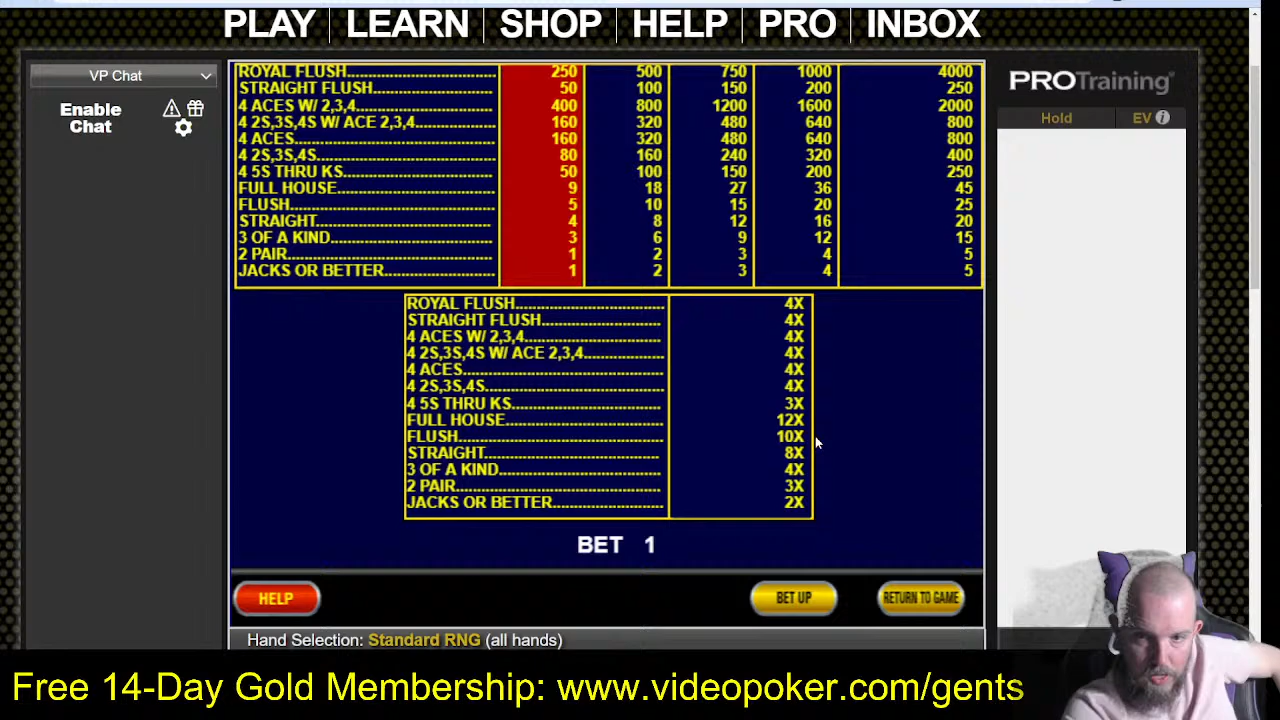 PLAY LEARN SHOP HELP PRO INBOX
VP Chat
Enable
Chat
ROYAL FLUSH 250 500 750 1000 4000
STRAIGHT FLUSH 50 100 150 200 250
4 ACES W/ 2,3,4 400 800 1200 1600 2000
4 2S,3S,4S W/ ACE 2,3,4 160 320 480 640 800
4 ACES 160 320 480 640 800
4 2S,3S,4S 80 160 240 320 400
4 5S THRU KS 50 100 150 200 250
FULL HOUSE 9 18 27 36 45
FLUSH 5 10 15 20 25
STRAIGHT 4 8 12 16 20
3 OF A KIND 3 6 9 12 15
2 PAIR 1 2 3 4 5
JACKS OR BETTER 1 2 3 4 5
ROYAL FLUSH 4X
STRAIGHT FLUSH 4X
4 ACES W/ 2,3,4 4X
4 2S,3S,4S W/ ACE 2,3,4 4X
4 ACES 4X
4 2S,3S,4S 4X
4 5S THRU KS 3X
FULL HOUSE 12X
FLUSH 10X
STRAIGHT 8X
3 OF A KIND 4X
2 PAIR 3X
JACKS OR BETTER 2X
BET 1
HELP BET UP RETURN TO GAME
Hand Selection: Standard RNG (all hands)
PROTraining
Hold EV i
Free 14-Day Gold Membership: www.videopoker.com/gents